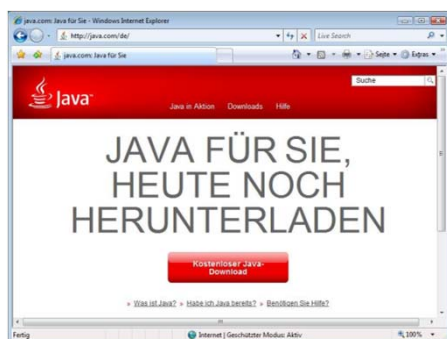 java.com: Java für Sie - Windows Internet Explorer
http://java.com/de/
Live Search
java.com: Java für Sie
Seite
Extras
Suche
Java
Java in Aktion Downloads Hilfe
JAVA FÜR SIE,
HEUTE NOCH
HERUNTERLADEN
Kostenloser Java-
Download
» Was ist Java? » Habe ich Java bereits? » Benötigen Sie Hilfe?
Fertig
Internet | Geschützter Modus: Aktiv
100%